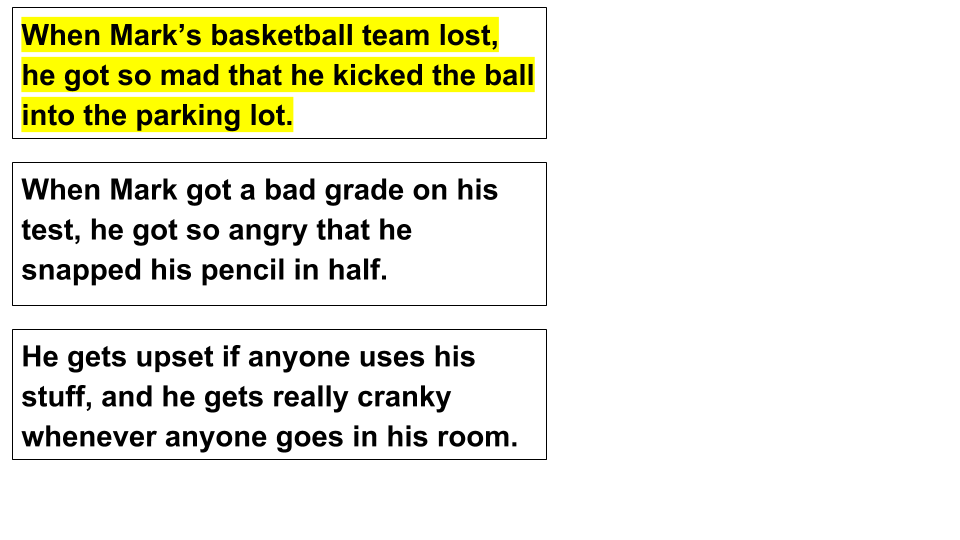 When Mark’s basketball team lost,
he got so mad that he kicked the ball
into the parking lot.
When Mark got a bad grade on his
test, he got so angry that he
snapped his pencil in half.
He gets upset if anyone uses his
stuff, and he gets really cranky
whenever anyone goes in his room.